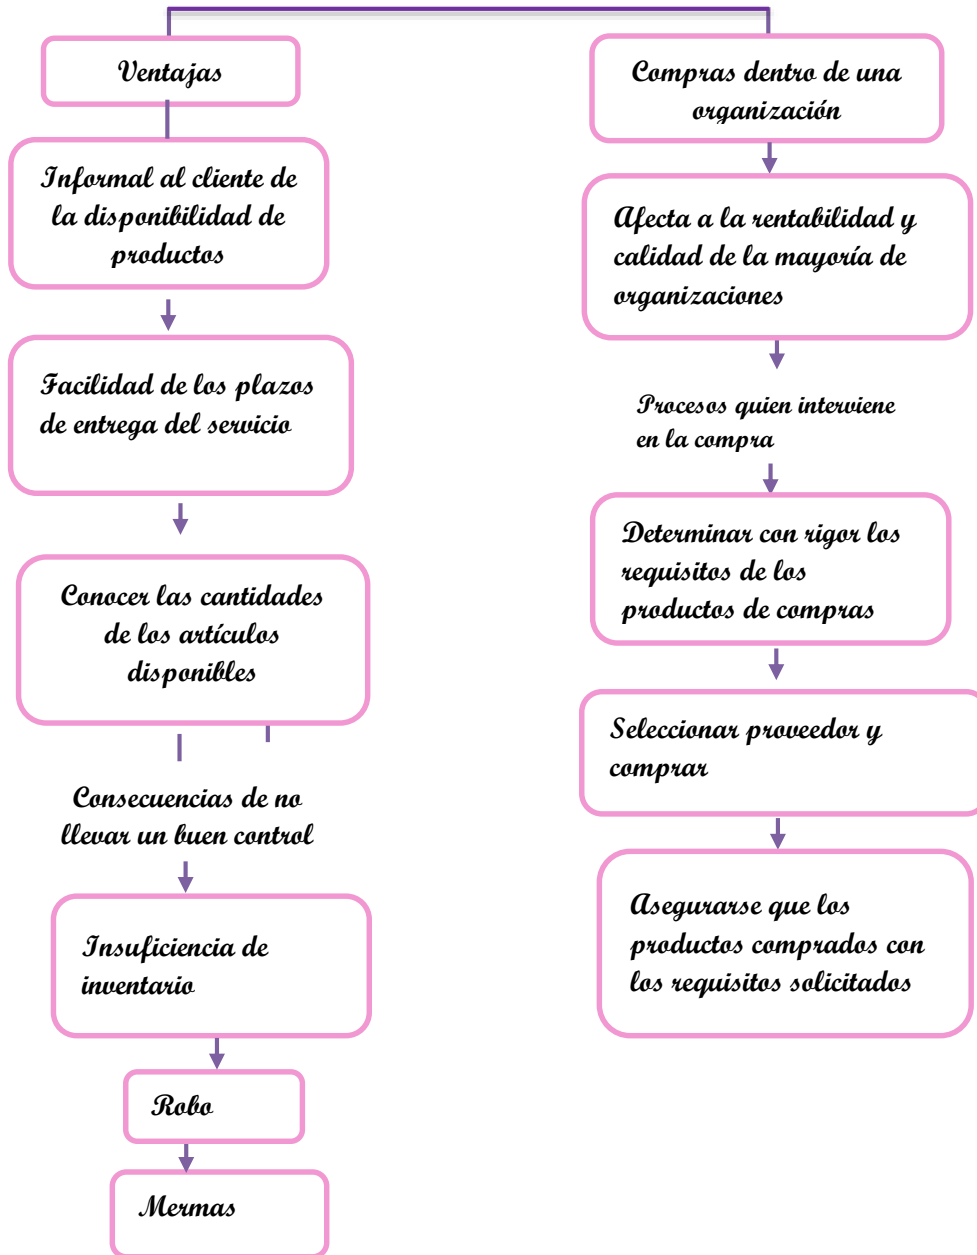 Ventajas
Informal al cliente de
la disponibilidad de
productos
Facilidad de los plazos
de entrega del servicio
Conocer las cantidades
de los artículos
disponibles
Consecuencias de no
llevar un buen control
Insuficiencia de
inventario
Robo
Mermas
Compras dentro de una
organización
Afecta a la rentabilidad y
calidad de la mayoría de
organizaciones
Procesos quien interviene
en la compra
Determinar con rigor los
requisitos de los
productos de compras
Seleccionar proveedor y
comprar
Asegurarse que los
productos comprados con
los requisitos solicitados